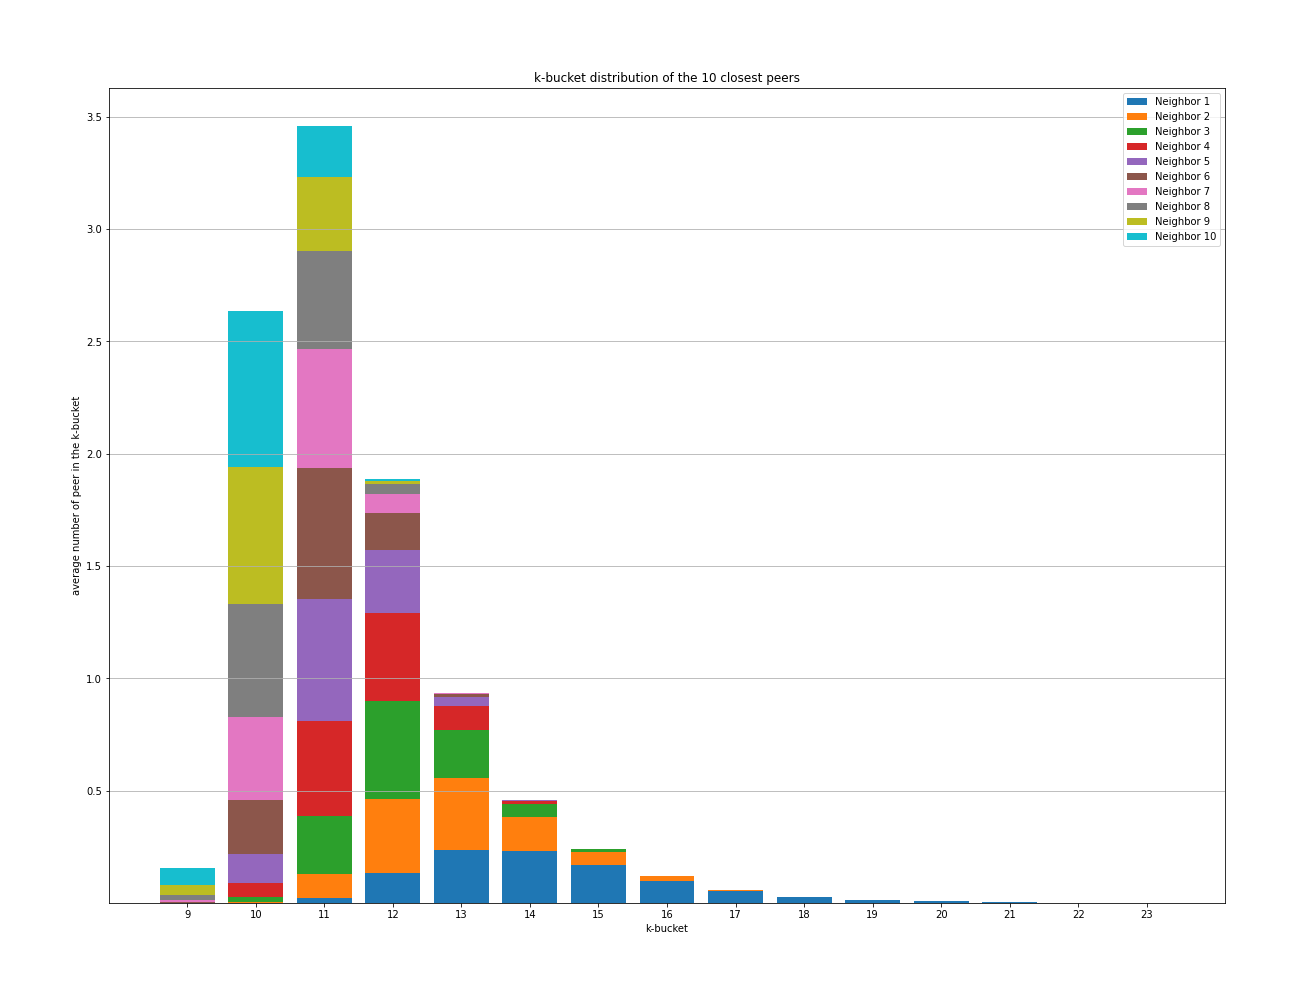 k-bucket distribution of the 10 closest peers
Neighbor 1
Neighbor 2
Neighbor 3
Neighbor 4
Neighbor 5
Neighbor 6
Neighbor 7
Neighbor 8
Neighbor 9
Neighbor 10
3.5
3.0
2.5
2.0
1.5
1.0
0.5
average number of peer in the k-bucket
9 10 11 12 13 14 15 16 17 18 19 20 21 22 23
k-bucket